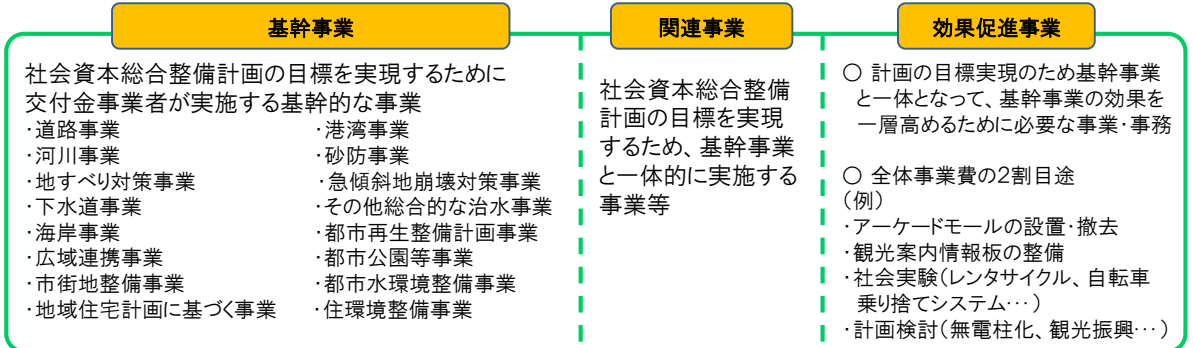 基幹事業
社会資本総合整備計画の目標を実現するために
交付金事業者が実施する基幹的な事業
・道路事業
・河川事業
・地すべり対策事業
・下水道事業
・海岸事業
・広域連携事業
・市街地整備事業
・地域住宅計画に基づく事業
・港湾事業
・砂防事業
・急傾斜地崩壊対策事業
・その他総合的な治水事業
・都市再生整備計画事業
・都市公園等事業
・都市水環境整備事業
・住環境整備事業
関連事業
社会資本総合整備
計画の目標を実現
するため、基幹事業
と一体的に実施する
事業等
効果促進事業
○ 計画の目標実現のため基幹事業
と一体となって、基幹事業の効果を
一層高めるために必要な事業・事務
○ 全体事業費の2割目途
(例)
・アーケードモールの設置・撤去
・観光案内情報板の整備
・社会実験(レンタサイクル、自転車
乗り捨てシステム…)
・計画検討(無電柱化、観光振興…)